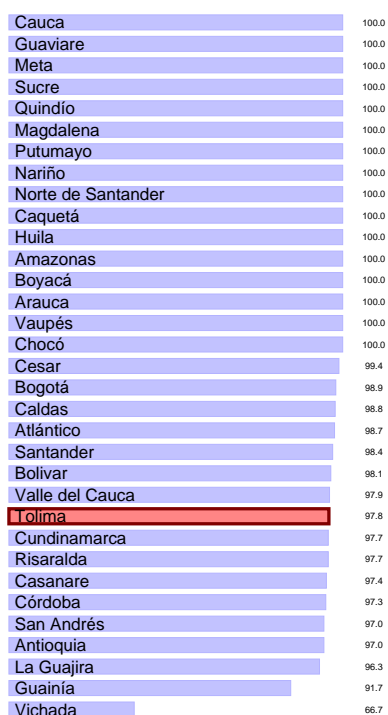 Cauca 100.0
Guaviare 100.0
Meta 100.0
Sucre 100.0
Quindío 100.0
Magdalena 100.0
Putumayo 100.0
Nariño 100.0
Norte de Santander 100.0
Caquetá 100.0
Huila 100.0
Amazonas 100.0
Boyacá 100.0
Arauca 100.0
Vaupés 100.0
Chocó 100.0
Cesar 99.4
Bogotá 98.9
Caldas 98.8
Atlántico 98.7
Santander 98.4
Bolivar 98.1
Valle del Cauca 97.9
Tolima 97.8
Cundinamarca 97.7
Risaralda 97.7
Casanare 97.4
Córdoba 97.3
San Andrés 97.0
Antioquia 97.0
La Guajira 96.3
Guainía 91.7
Vichada 66.7